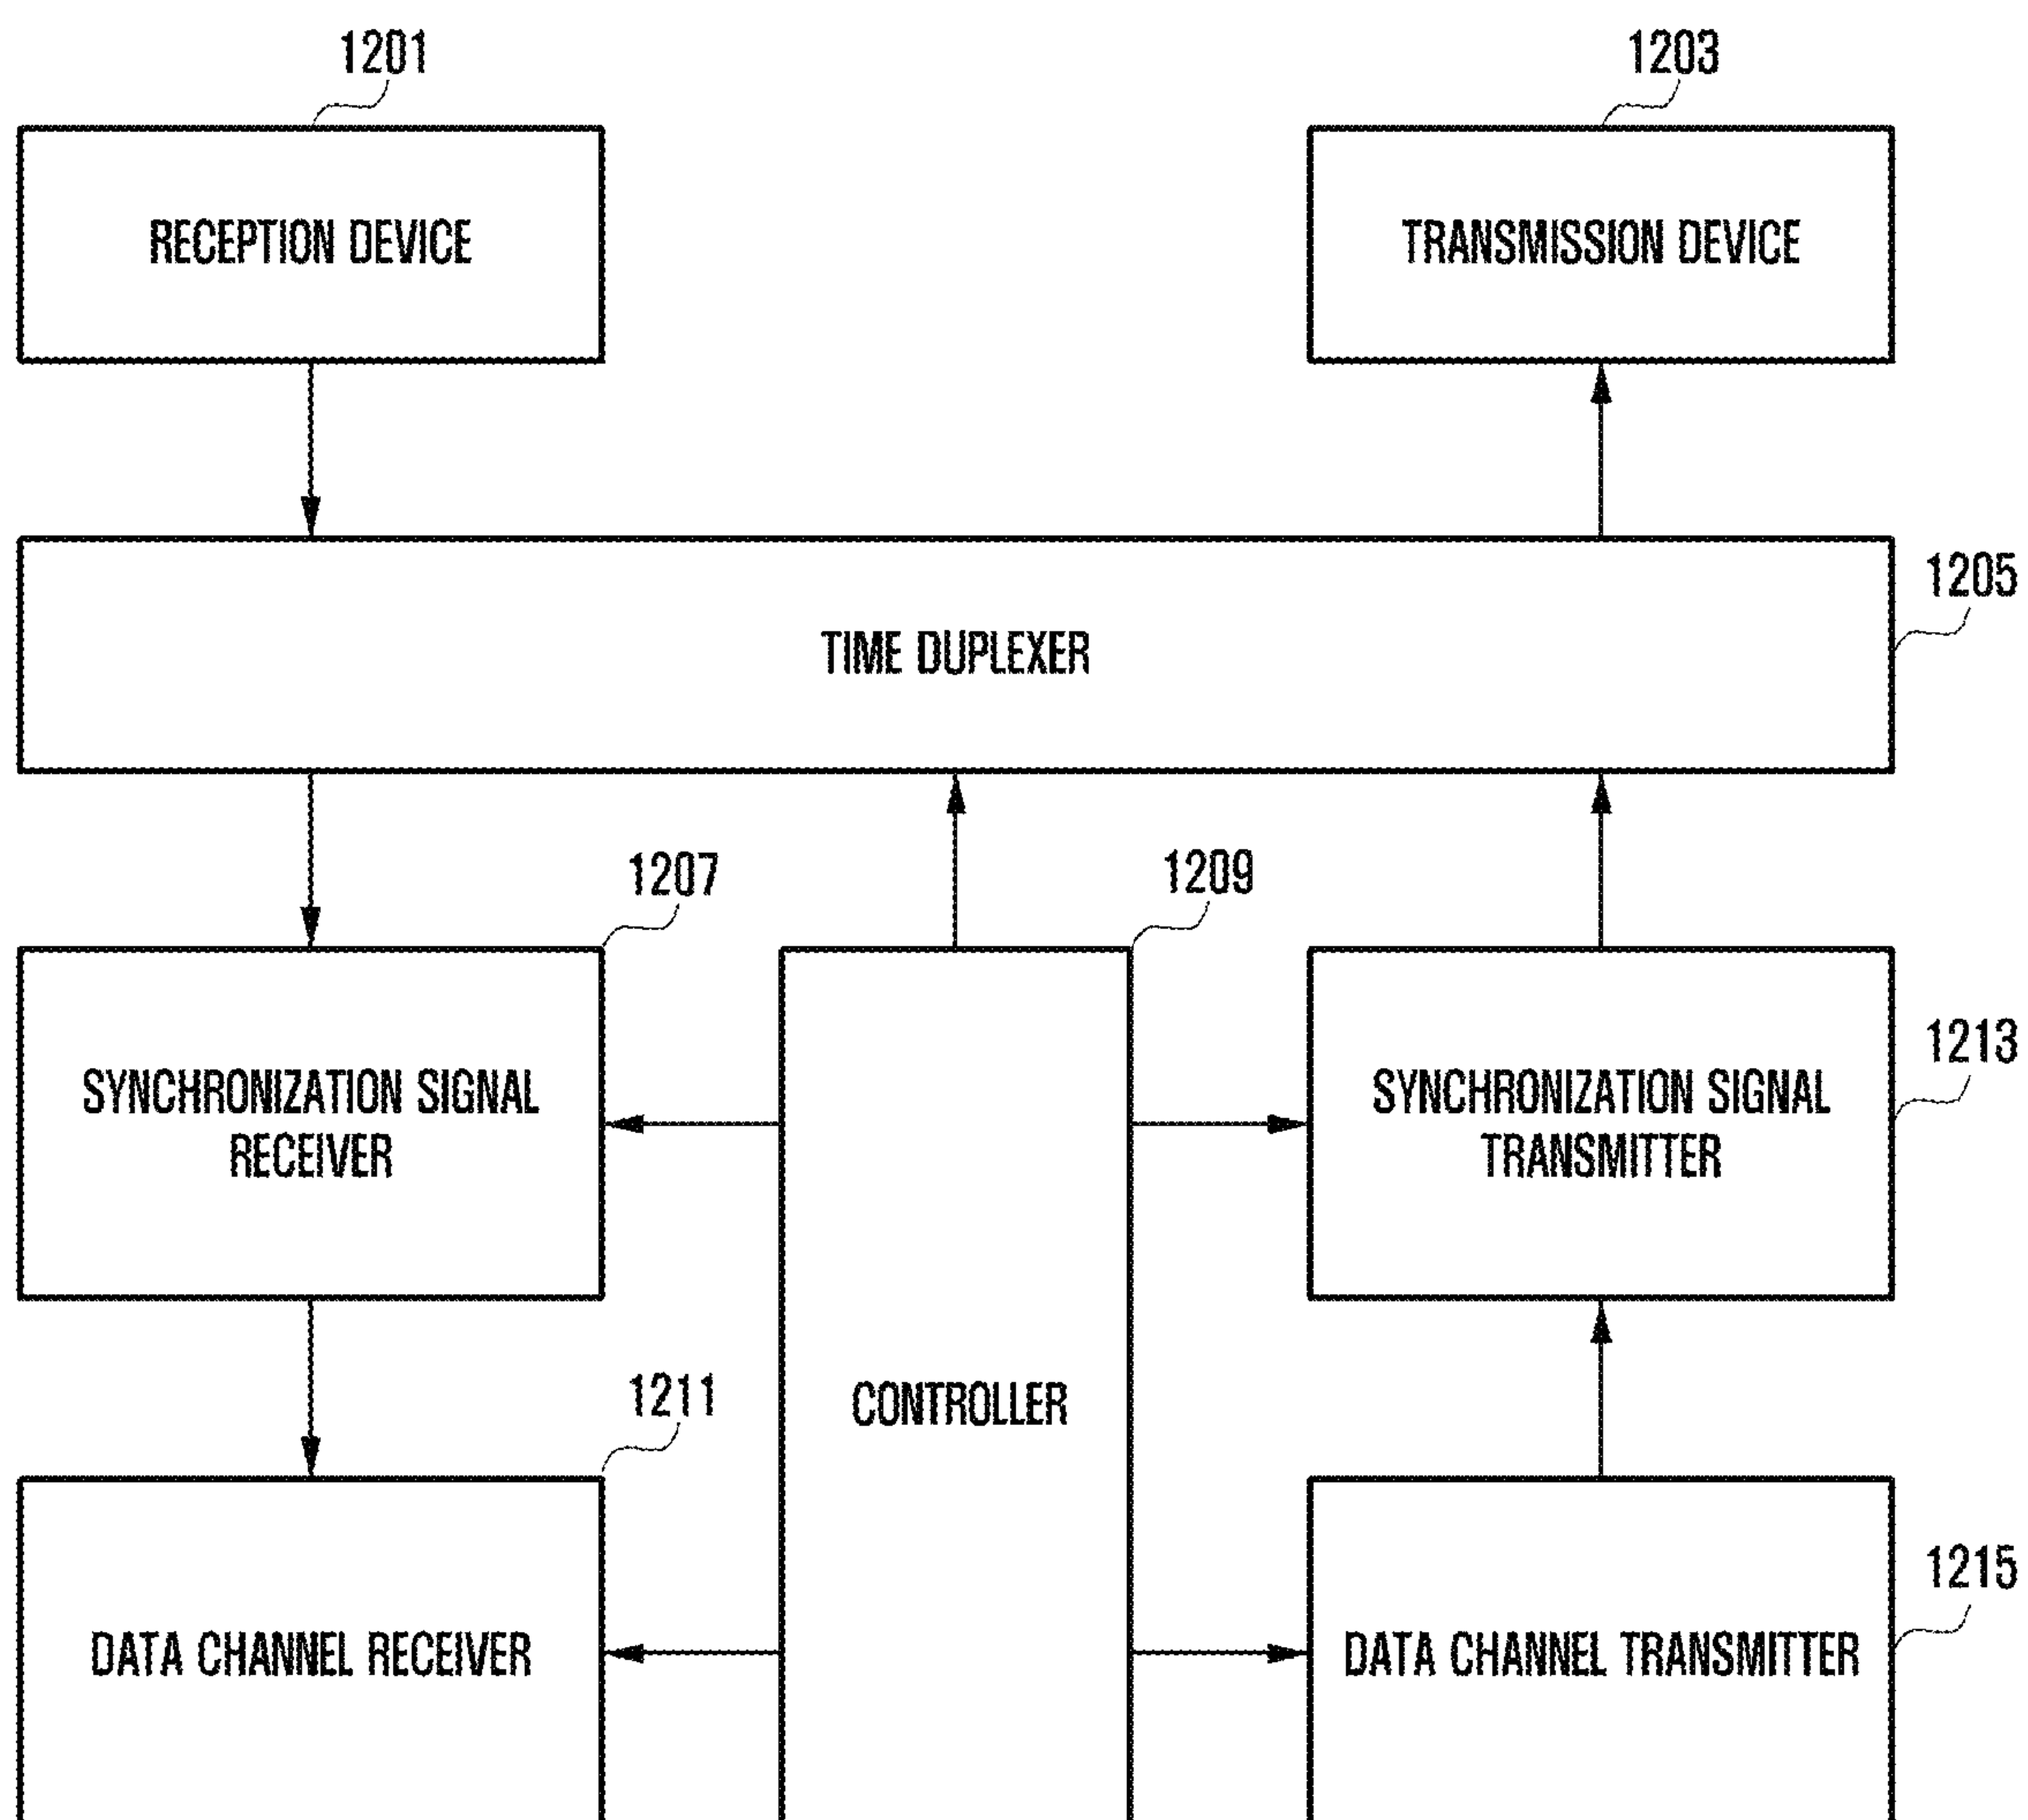 1201
1203
RECEPTION DEVICE
TRANSMISSION DEVICE
1205
TIME DUPLEXER
1207
1209
1213
SYNCHRONIZATION SIGNAL
RECEIVER
SYNCHRONIZATION SIGNAL
TRANSMITTER
1211
CONTROLLER
1215
DATA CHANNEL RECEIVER
DATA CHANNEL TRANSMITTER